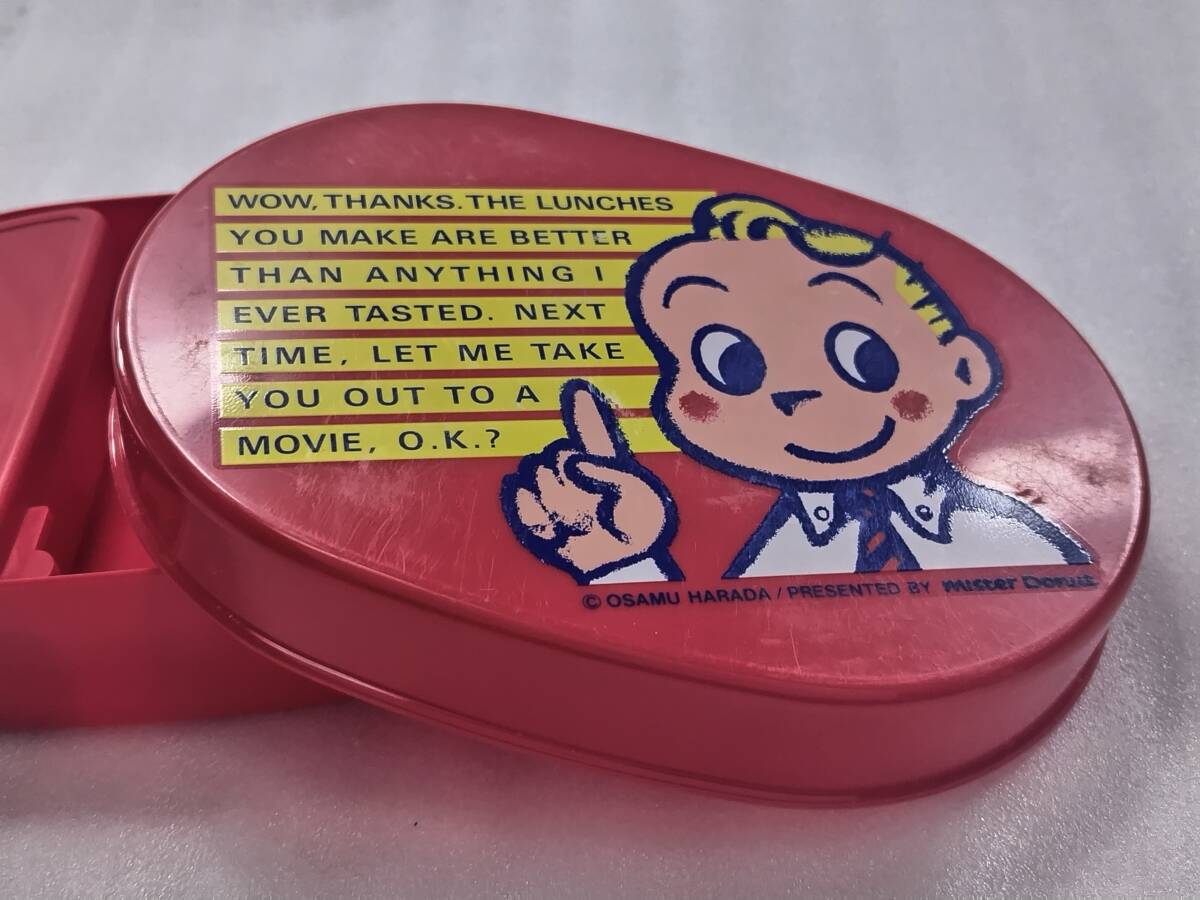 WOW, THANKS. THE LUNCHES
YOU MAKE ARE BETTER
THAN ANYTHING I
EVER TASTED. NEXT
TIME, LET ME TAKE
YOU OUT TO A
MOVIE, O.K.?
© OSAMU HARADA / PRESENTED BY mister Donut